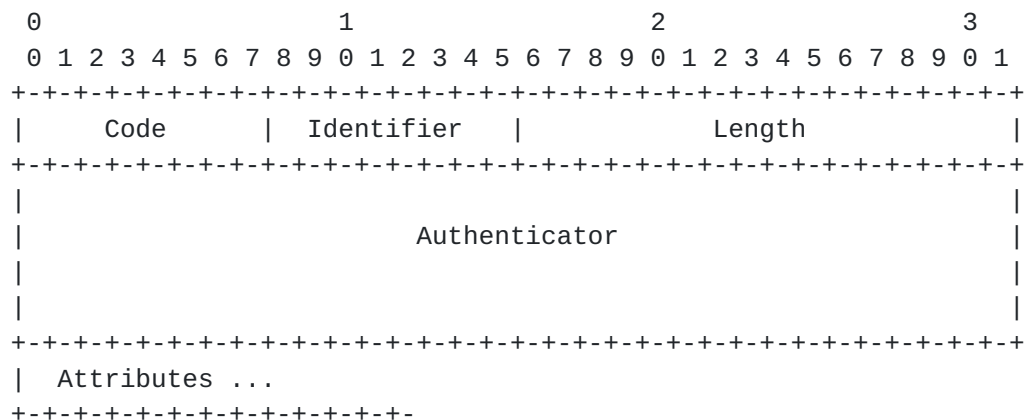 0                   1                   2                   3
 0 1 2 3 4 5 6 7 8 9 0 1 2 3 4 5 6 7 8 9 0 1 2 3 4 5 6 7 8 9 0 1
+-+-+-+-+-+-+-+-+-+-+-+-+-+-+-+-+-+-+-+-+-+-+-+-+-+-+-+-+-+-+-+-+
|     Code      |  Identifier   |            Length             |
+-+-+-+-+-+-+-+-+-+-+-+-+-+-+-+-+-+-+-+-+-+-+-+-+-+-+-+-+-+-+-+-+
|                                                               |
|                         Authenticator                         |
|                                                               |
|                                                               |
+-+-+-+-+-+-+-+-+-+-+-+-+-+-+-+-+-+-+-+-+-+-+-+-+-+-+-+-+-+-+-+-+
|  Attributes ...
+-+-+-+-+-+-+-+-+-+-+-+-+-